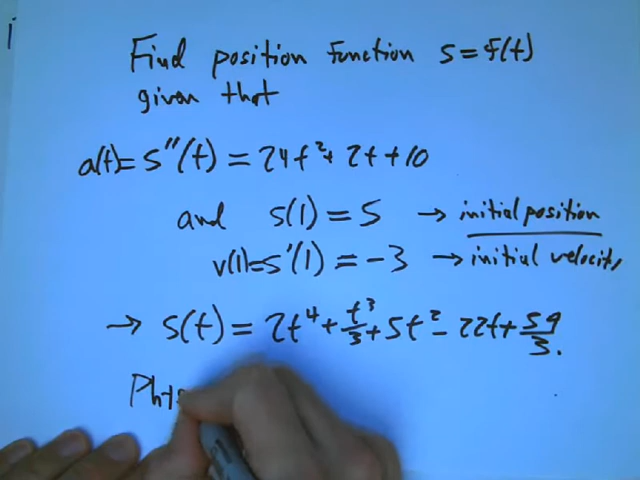 Find position function s = f(t)
given that
a(t) = s''(t) = 24t² + 2t + 10
and s(1) = 5 → initial position
v(1) = s'(1) = -3 → initial velocity
→ s(t) = 2t⁴ + t³/3 + 5t² - 22t + 59/3.